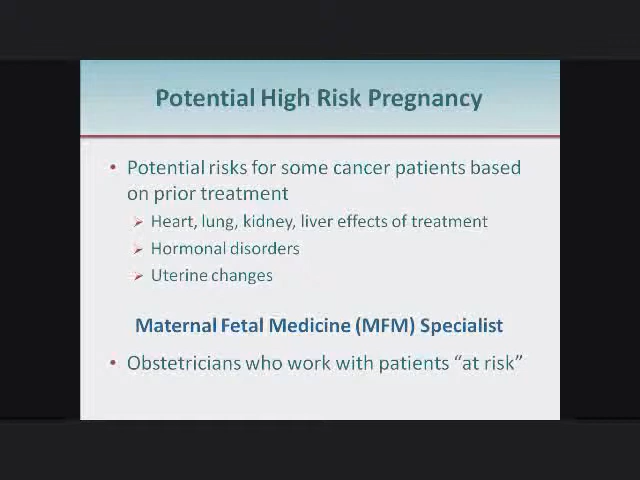 Potential High Risk Pregnancy
• Potential risks for some cancer patients based
on prior treatment
➢ Heart, lung, kidney, liver effects of treatment
➢ Hormonal disorders
➢ Uterine changes
Maternal Fetal Medicine (MFM) Specialist
• Obstetricians who work with patients “at risk”